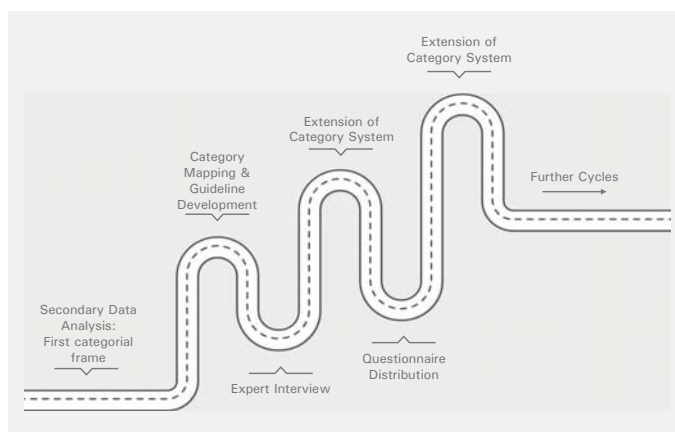 Secondary Data
Analysis:
First categorial
frame
Category
Mapping &
Guideline
Development
Expert Interview
Extension of
Category System
Questionnaire
Distribution
Extension of
Category System
Further Cycles